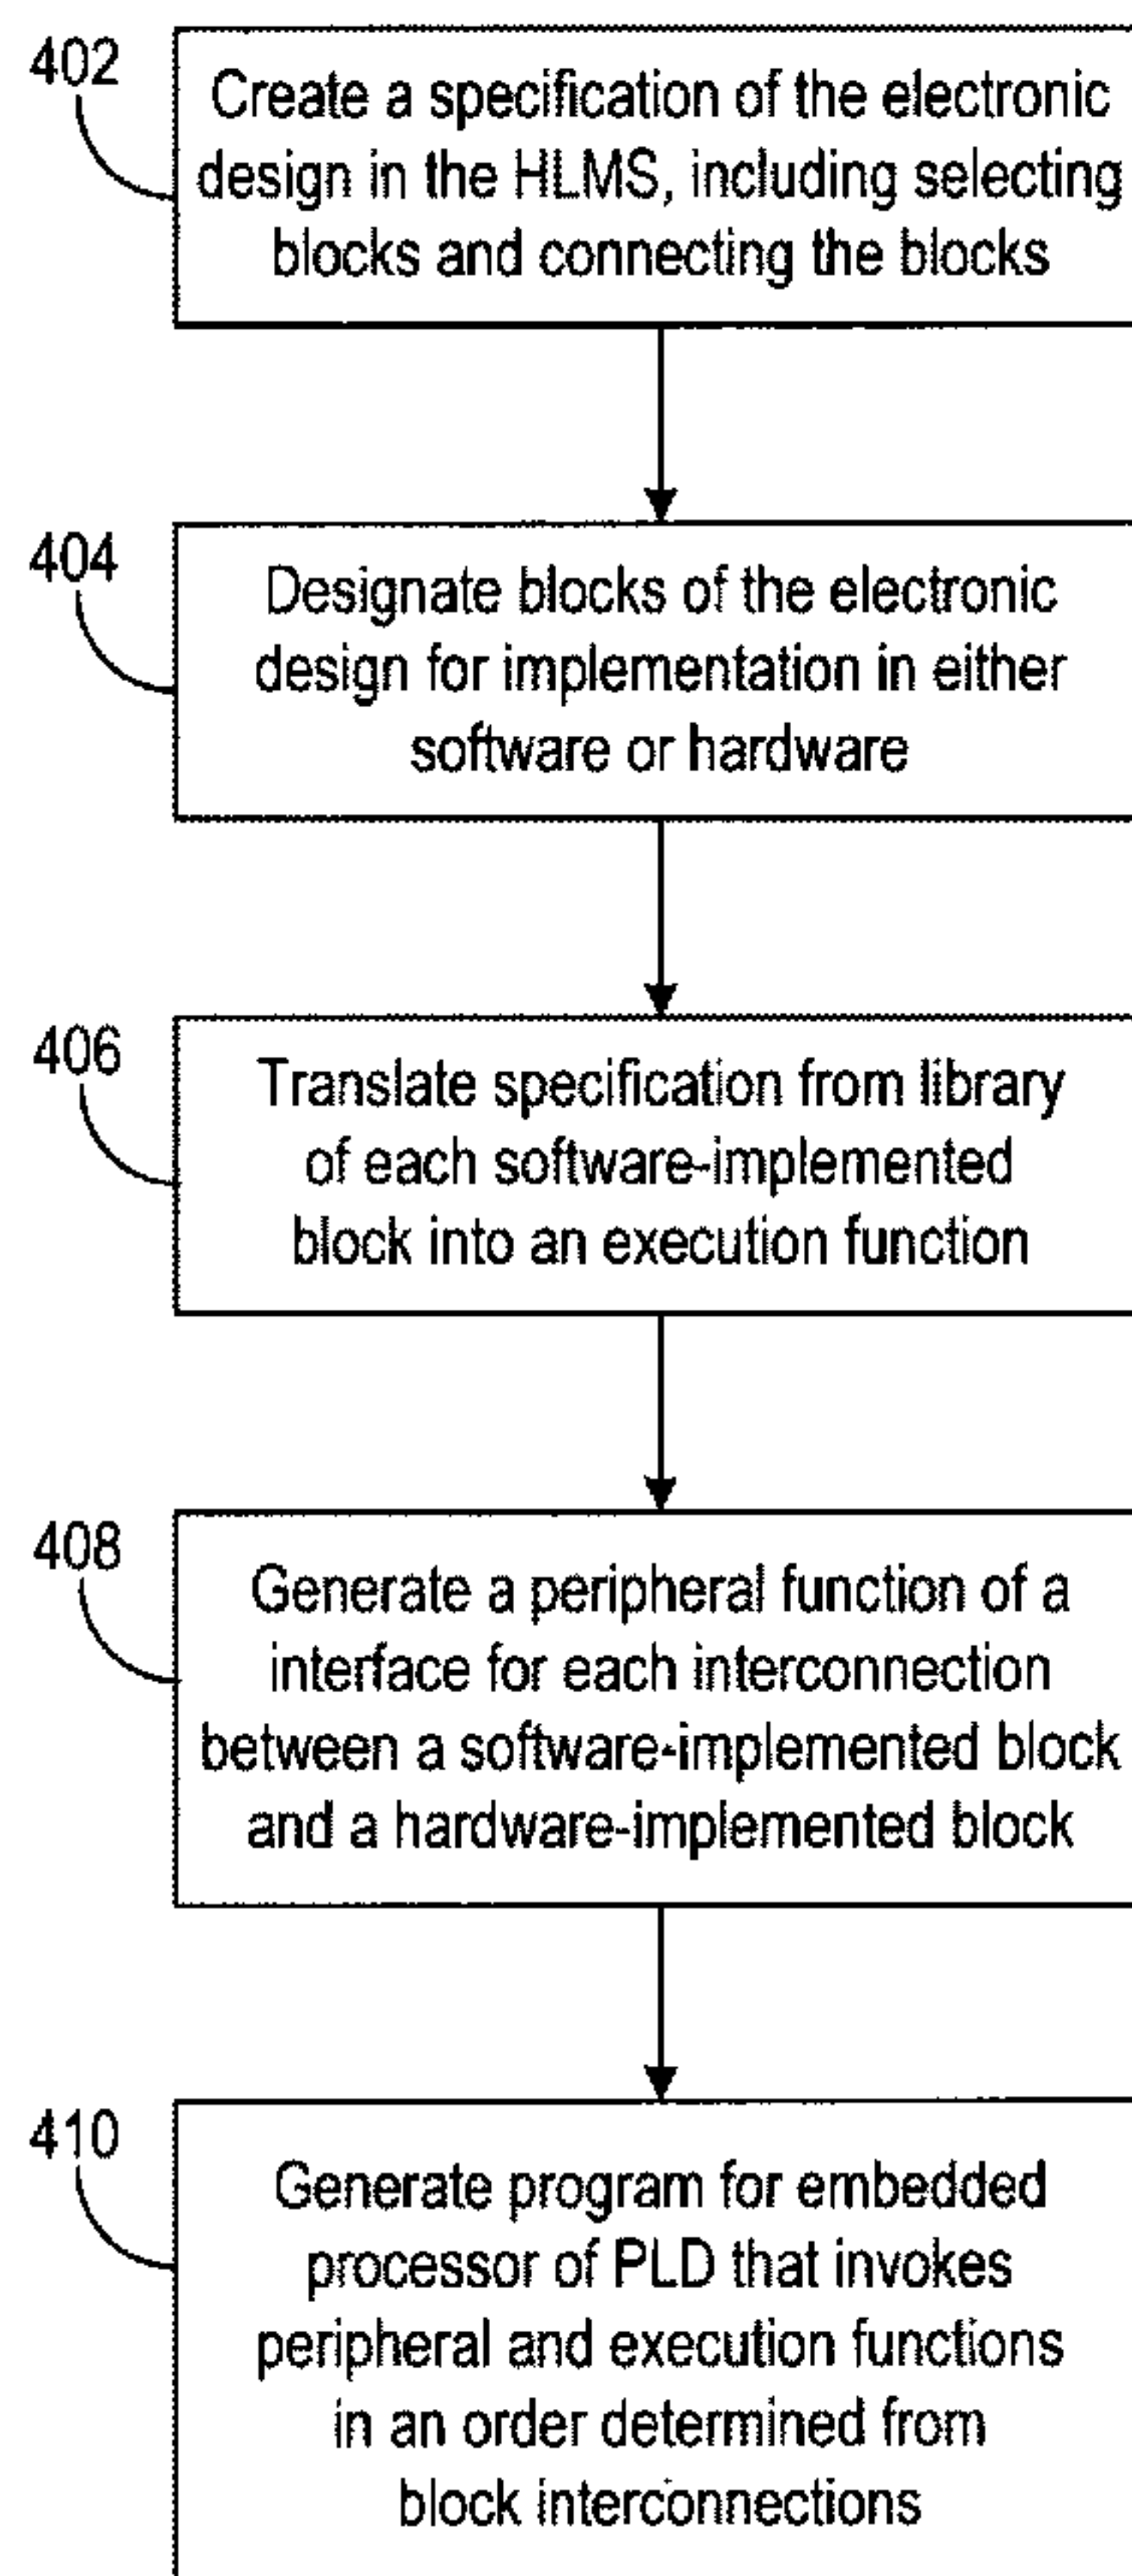 402
Create a specification of the electronic
design in the HLMS, including selecting
blocks and connecting the blocks
404
Designate blocks of the electronic
design for implementation in either
software or hardware
406
Translate specification from library
of each software-implemented
block into an execution function
408
Generate a peripheral function of a
interface for each interconnection
between a software-implemented block
and a hardware-implemented block
410
Generate program for embedded
processor of PLD that invokes
peripheral and execution functions
in an order determined from
block interconnections